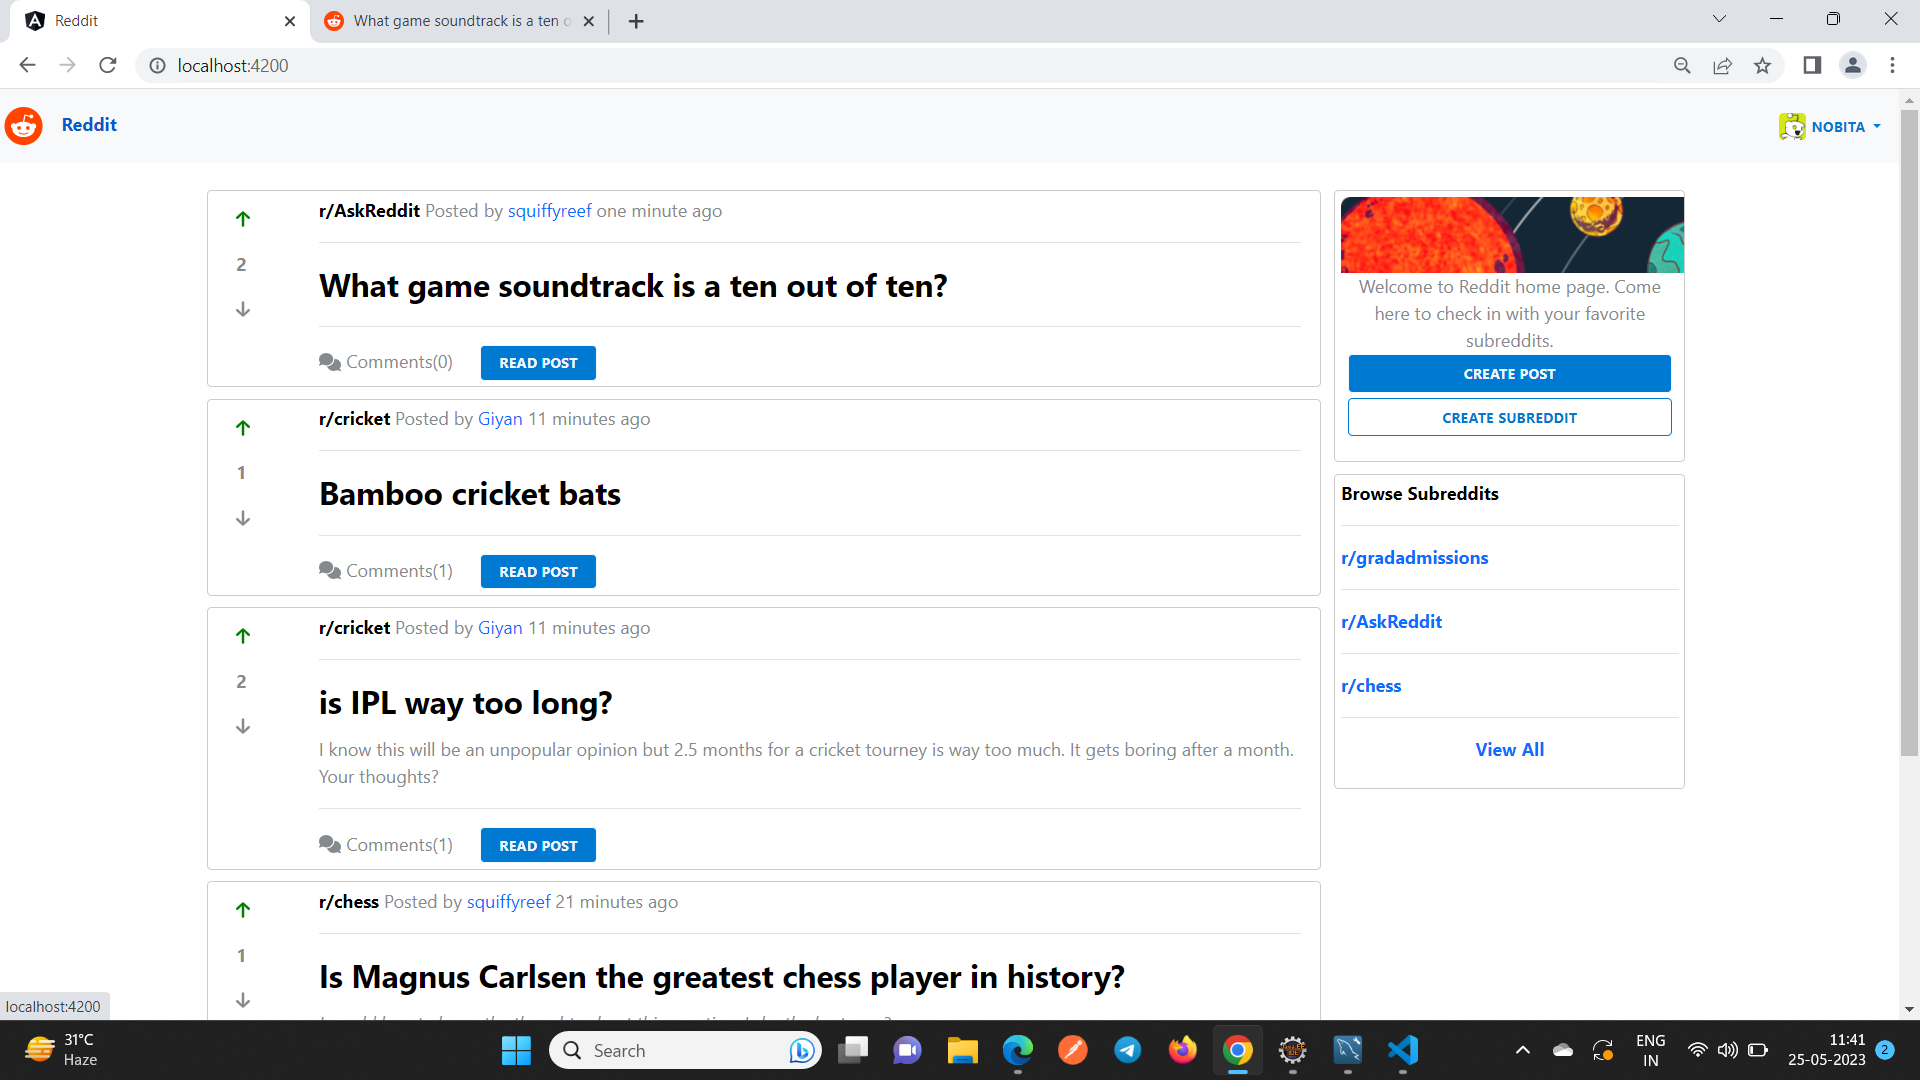 Reddit
What game soundtrack is a ten o
localhost:4200
Reddit
NOBITA
r/AskReddit Posted by squiffyreef one minute ago
2
What game soundtrack is a ten out of ten?
Comments(0)
READ POST
r/cricket Posted by Giyan 11 minutes ago
1
Bamboo cricket bats
Comments(1)
READ POST
r/cricket Posted by Giyan 11 minutes ago
2
is IPL way too long?
I know this will be an unpopular opinion but 2.5 months for a cricket tourney is way too much. It gets boring after a month.
Your thoughts?
Comments(1)
READ POST
r/chess Posted by squiffyreef 21 minutes ago
1
Is Magnus Carlsen the greatest chess player in history?
Welcome to Reddit home page. Come
here to check in with your favorite
subreddits.
CREATE POST
CREATE SUBREDDIT
Browse Subreddits
r/gradadmissions
r/AskReddit
r/chess
View All
localhost:4200
31°C
Haze
Search
ENG
IN
11:41
25-05-2023
2